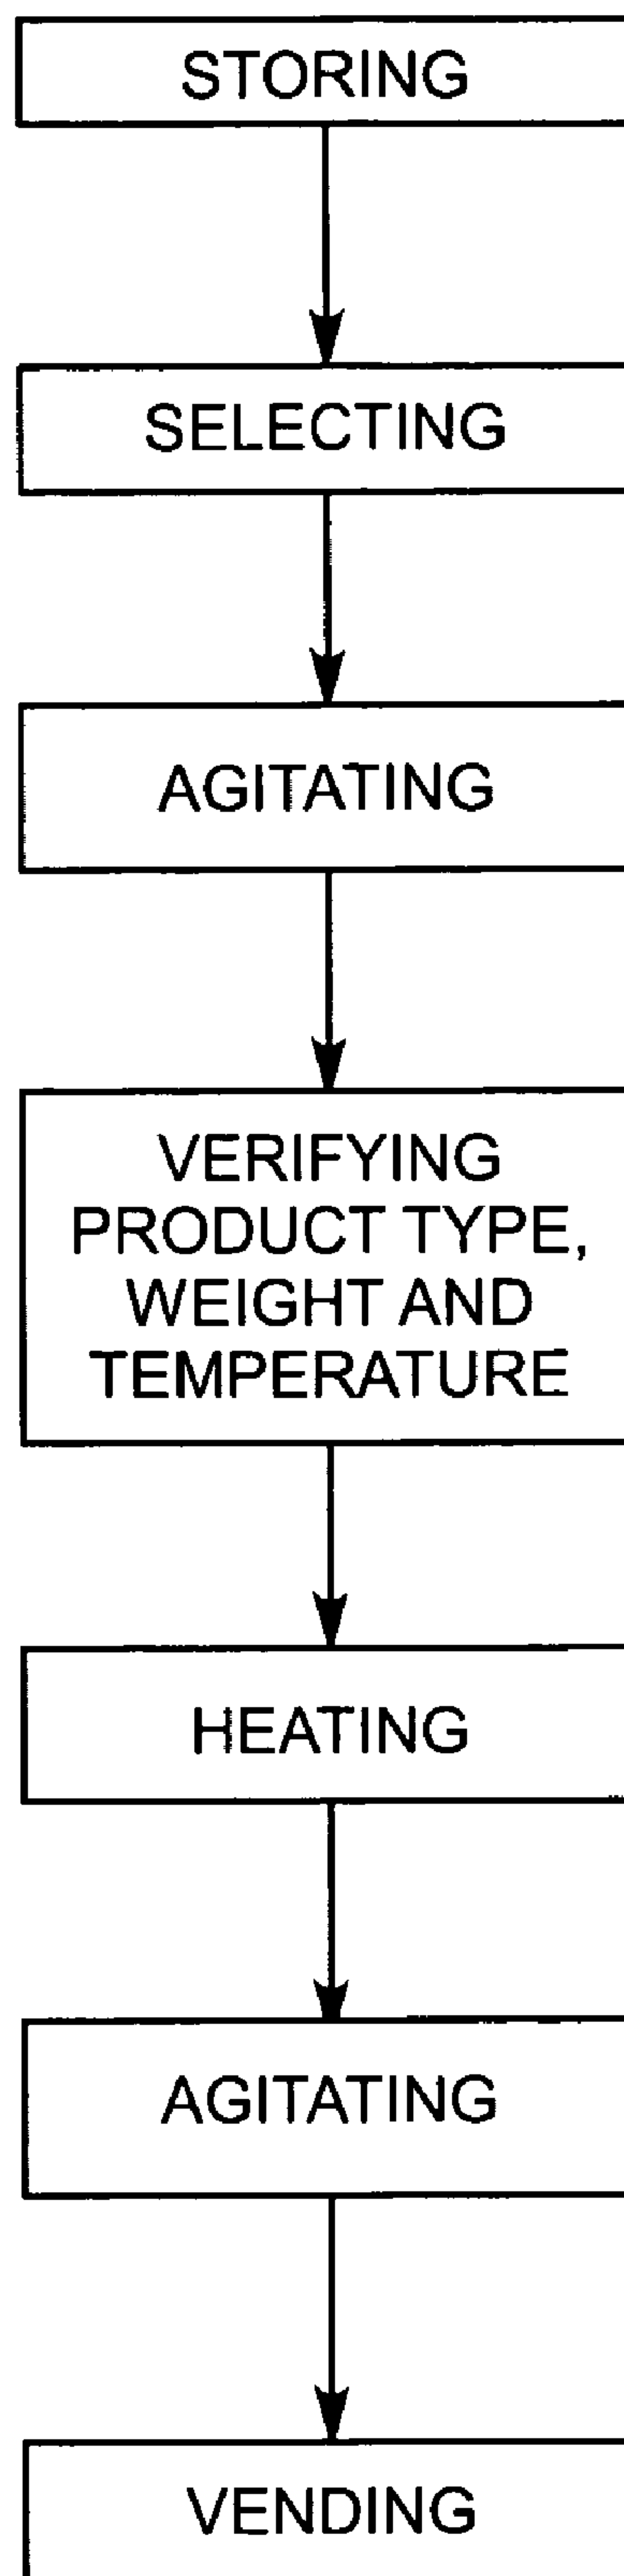 STORING
SELECTING
AGITATING
VERIFYING
PRODUCT TYPE,
WEIGHT AND
TEMPERATURE
HEATING
AGITATING
VENDING